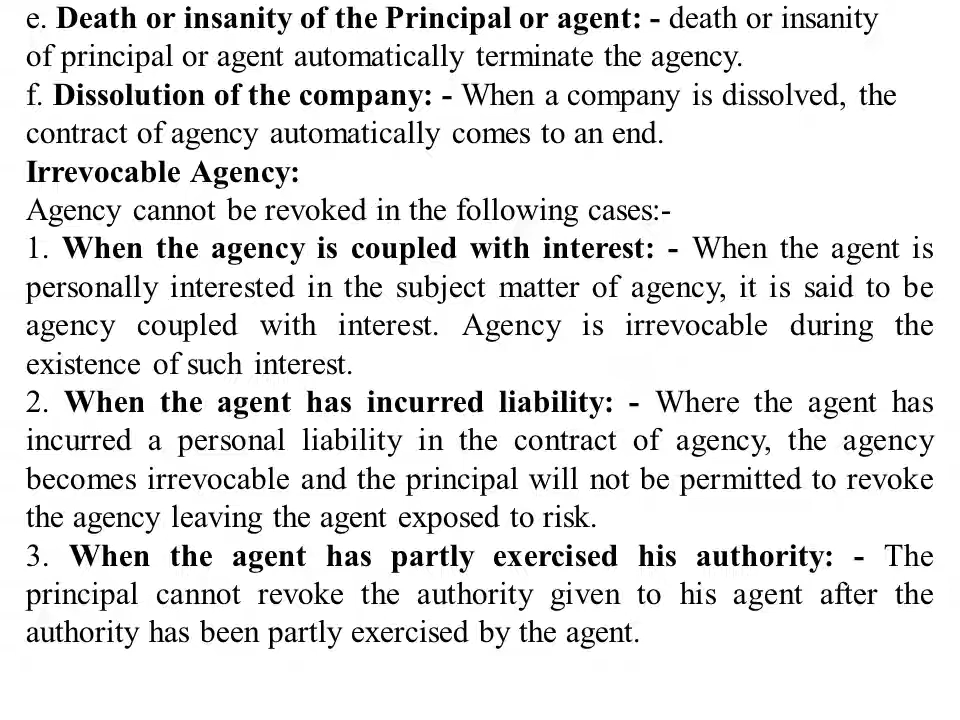 e. Death or insanity of the Principal or agent: - death or insanity
of principal or agent automatically terminate the agency.
f. Dissolution of the company: - When a company is dissolved, the
contract of agency automatically comes to an end.
Irrevocable Agency:
Agency cannot be revoked in the following cases:-
1. When the agency is coupled with interest: - When the agent is
personally interested in the subject matter of agency, it is said to be
agency coupled with interest. Agency is irrevocable during the
existence of such interest.
2. When the agent has incurred liability: - Where the agent has
incurred a personal liability in the contract of agency, the agency
becomes irrevocable and the principal will not be permitted to revoke
the agency leaving the agent exposed to risk.
3. When the agent has partly exercised his authority: - The
principal cannot revoke the authority given to his agent after the
authority has been partly exercised by the agent.